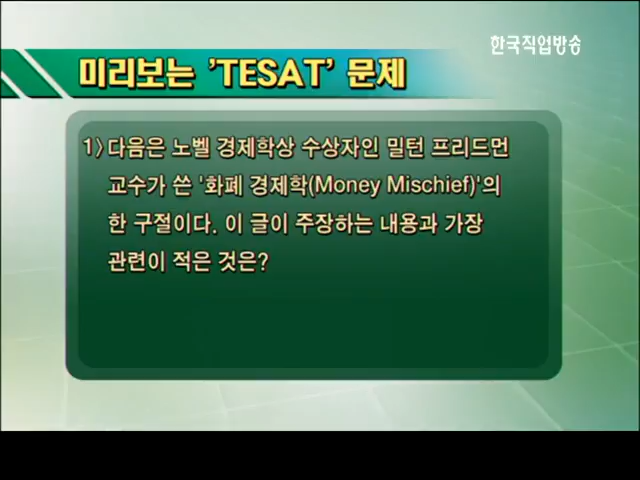 한국직업방송
미리보는 'TESAT' 문제
1) 다음은 노벨 경제학상 수상자인 밀턴 프리드먼
교수가 쓴 '화폐 경제학(Money Mischief)'의
한 구절이다. 이 글이 주장하는 내용과 가장
관련이 적은 것은?